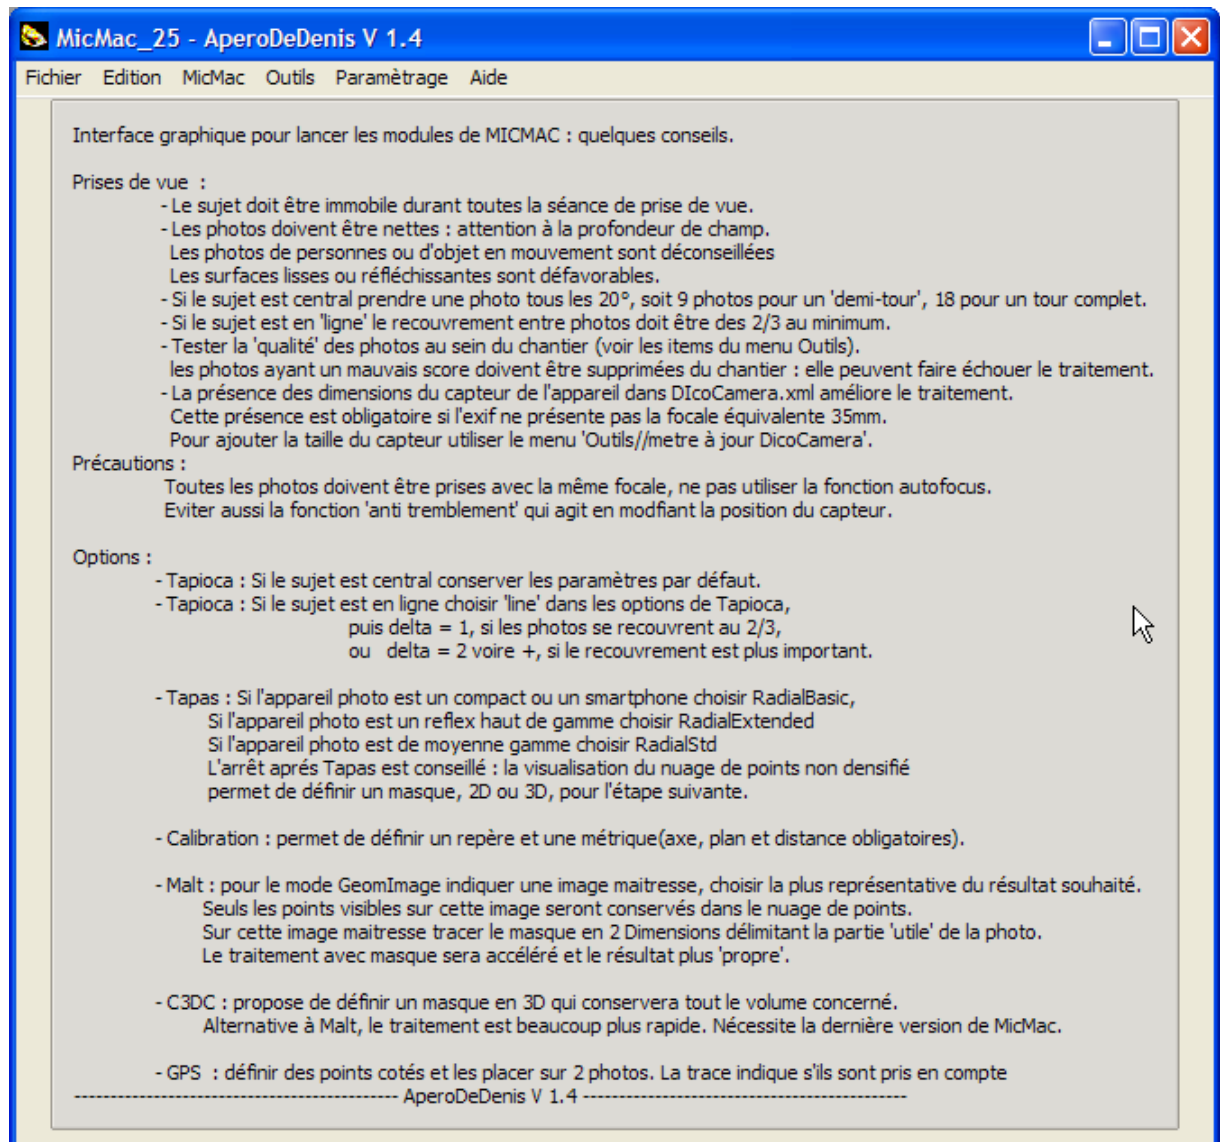 MicMac_25 - AperoDeDenis V 1.4
Fichier Edition MicMac Outils Paramètrage Aide
Interface graphique pour lancer les modules de MICMAC : quelques conseils.
Prises de vue :
- Le sujet doit être immobile durant toutes la séance de prise de vue.
- Les photos doivent être nettes : attention à la profondeur de champ.
Les photos de personnes ou d'objet en mouvement sont déconseillées
Les surfaces lisses ou réfléchissantes sont défavorables.
- Si le sujet est central prendre une photo tous les 20°, soit 9 photos pour un 'demi-tour', 18 pour un tour complet.
- Si le sujet est en 'ligne' le recouvrement entre photos doit être des 2/3 au minimum.
- Tester la 'qualité' des photos au sein du chantier (voir les items du menu Outils).
les photos ayant un mauvais score doivent être supprimées du chantier : elle peuvent faire échouer le traitement.
- La présence des dimensions du capteur de l'appareil dans DIcoCamera.xml améliore le traitement.
Cette présence est obligatoire si l'exif ne présente pas la focale équivalente 35mm.
Pour ajouter la taille du capteur utiliser le menu 'Outils//metre à jour DicoCamera'.
Précautions :
Toutes les photos doivent être prises avec la même focale, ne pas utiliser la fonction autofocus.
Eviter aussi la fonction 'anti tremblement' qui agit en modfiant la position du capteur.
Options :
- Tapioca : Si le sujet est central conserver les paramètres par défaut.
- Tapioca : Si le sujet est en ligne choisir 'line' dans les options de Tapioca,
puis delta = 1, si les photos se recouvrent au 2/3,
ou delta = 2 voire +, si le recouvrement est plus important.
- Tapas : Si l'appareil photo est un compact ou un smartphone choisir RadialBasic,
Si l'appareil photo est un reflex haut de gamme choisir RadialExtended
Si l'appareil photo est de moyenne gamme choisir RadialStd
L'arrêt aprés Tapas est conseillé : la visualisation du nuage de points non densifié
permet de définir un masque, 2D ou 3D, pour l'étape suivante.
- Calibration : permet de définir un repère et une métrique(axe, plan et distance obligatoires).
- Malt : pour le mode GeomImage indiquer une image maitresse, choisir la plus représentative du résultat souhaité.
Seuls les points visibles sur cette image seront conservés dans le nuage de points.
Sur cette image maitresse tracer le masque en 2 Dimensions délimitant la partie 'utile' de la photo.
Le traitement avec masque sera accéléré et le résultat plus 'propre'.
- C3DC : propose de définir un masque en 3D qui conservera tout le volume concerné.
Alternative à Malt, le traitement est beaucoup plus rapide. Nécessite la dernière version de MicMac.
- GPS : définir des points cotés et les placer sur 2 photos. La trace indique s'ils sont pris en compte
--------------------------------------------- AperoDeDenis V 1.4 ---------------------------------------------